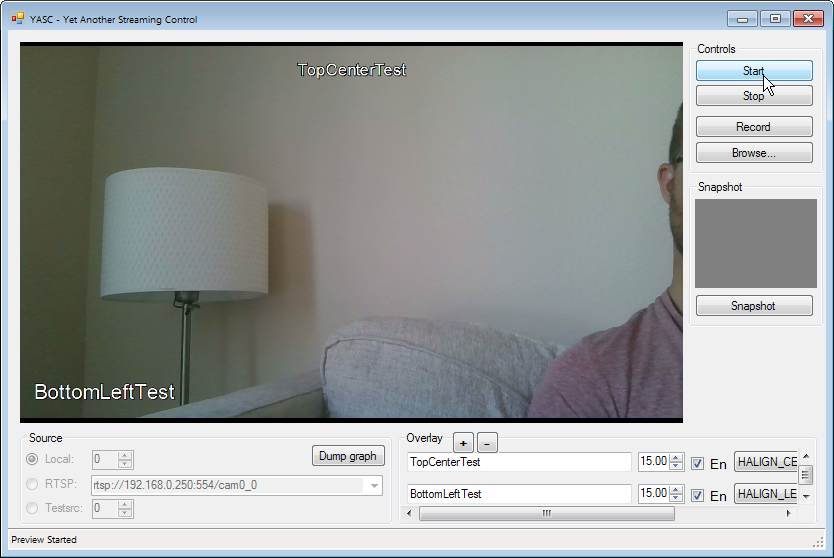 YASC - Yet Another Streaming Control
TopCenterTest
BottomLeftTest
Controls
Start
Stop
Record
Browse...
Snapshot
Snapshot
Source
Local: 0
Dump graph
RTSP: rtsp://192.168.0.250:554/cam0_0
Testsrc: 0
Overlay + -
TopCenterTest 15.00 En HALIGN_CE
BottomLeftTest 15.00 En HALIGN_LE
Preview Started